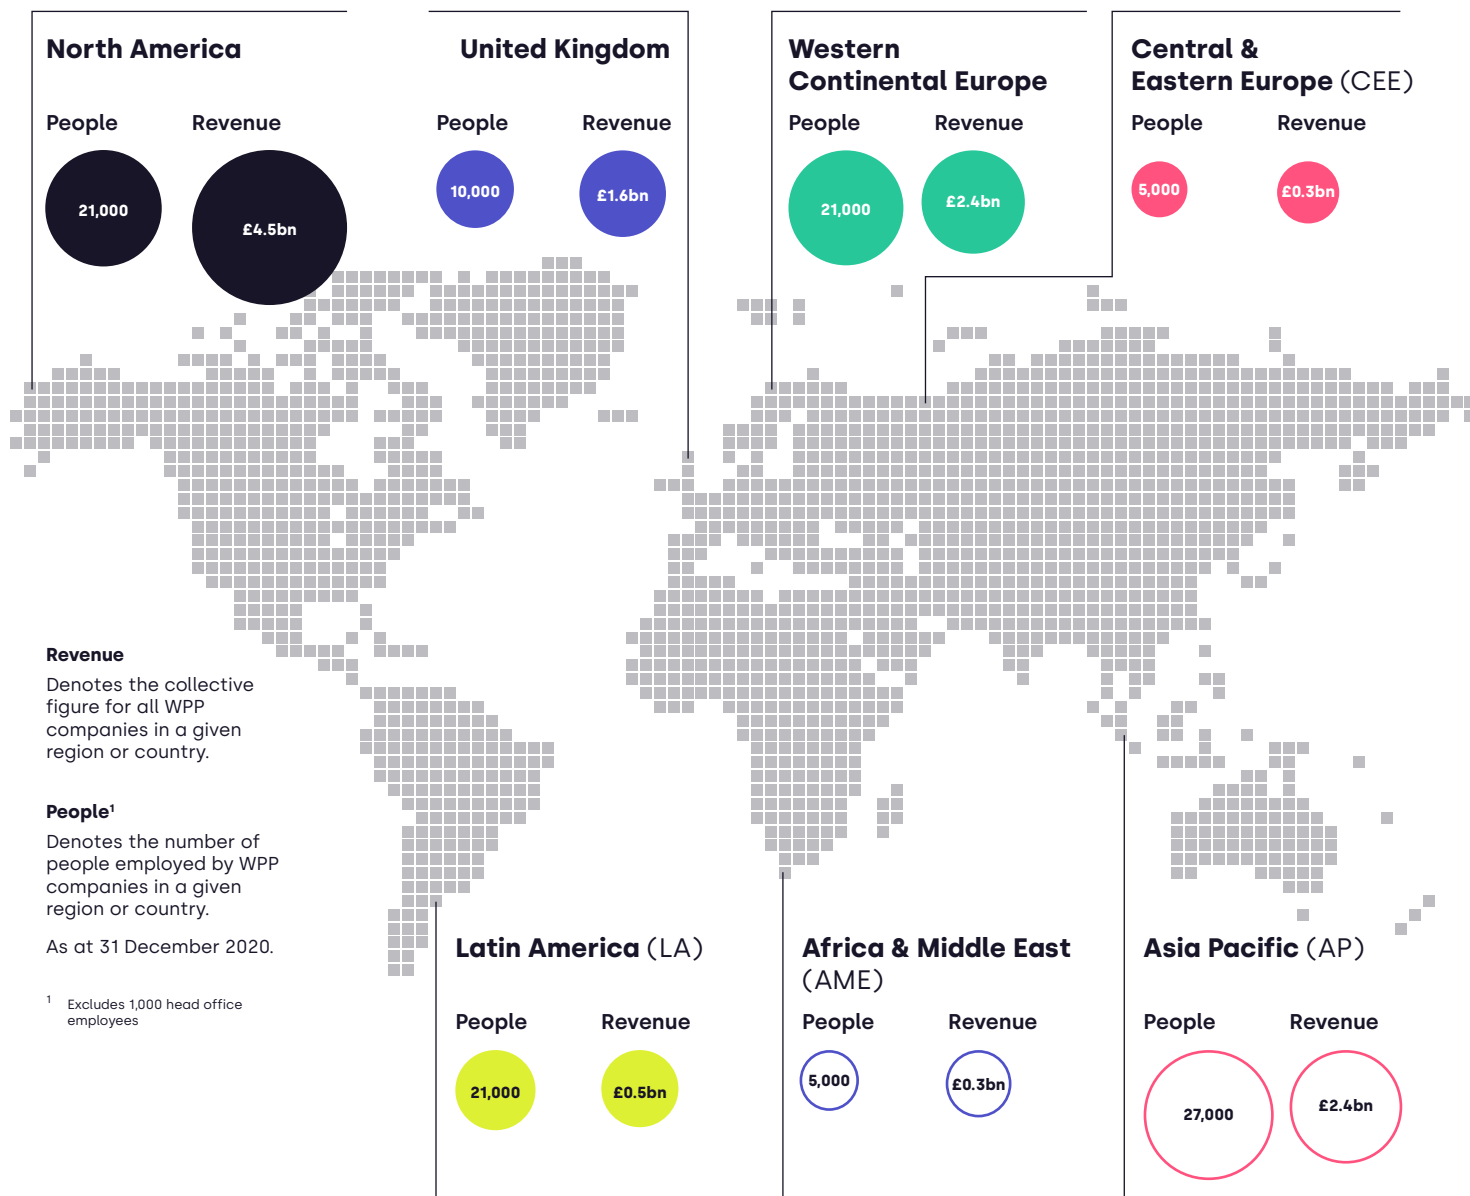 North America
People
Revenue
21,000
£4.5bn
United Kingdom
People
Revenue
10,000
£1.6bn
Western
Continental Europe
People
Revenue
21,000
£2.4bn
Central &
Eastern Europe (CEE)
People
Revenue
5,000
£0.3bn
Revenue
Denotes the collective
figure for all WPP
companies in a given
region or country.
People¹
Denotes the number of
people employed by WPP
companies in a given
region or country.
As at 31 December 2020.
¹ Excludes 1,000 head office
employees
Latin America (LA)
People
Revenue
21,000
£0.5bn
Africa & Middle East
(AME)
People
Revenue
5,000
£0.3bn
Asia Pacific (AP)
People
Revenue
27,000
£2.4bn